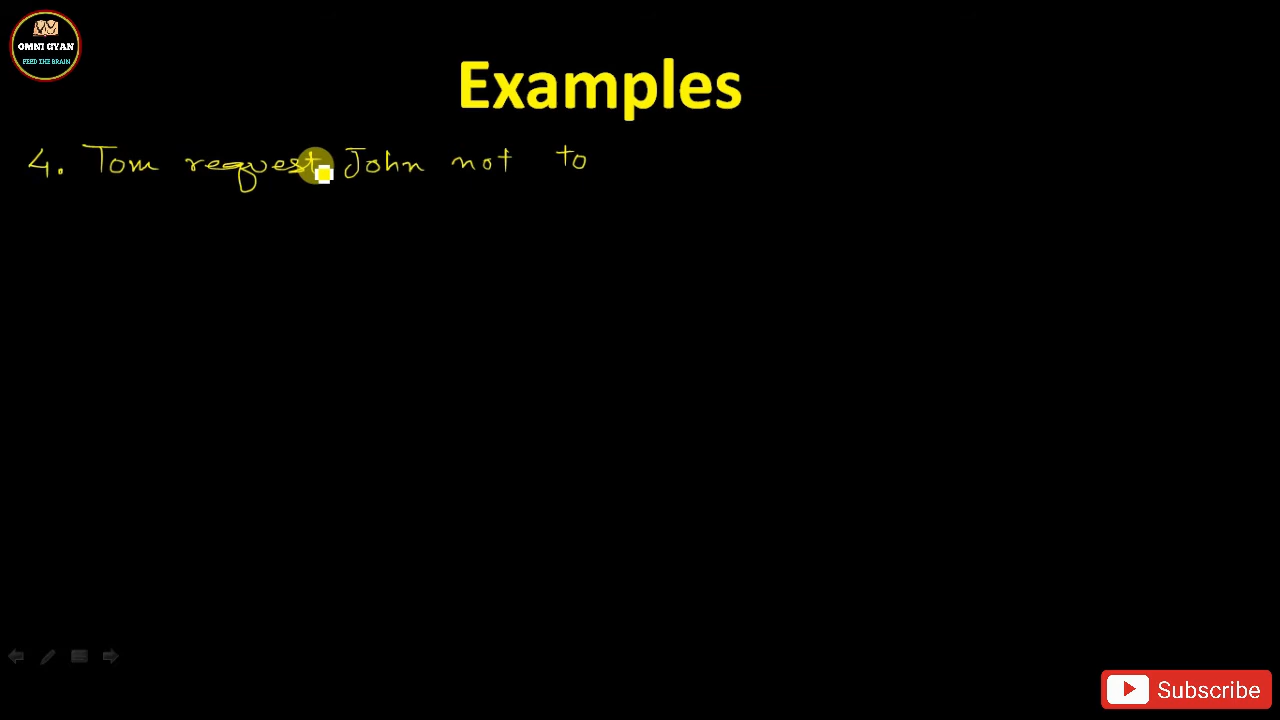 OMNI GYAN
FEED THE BRAIN
Examples
4. Tom request John not to
Subscribe